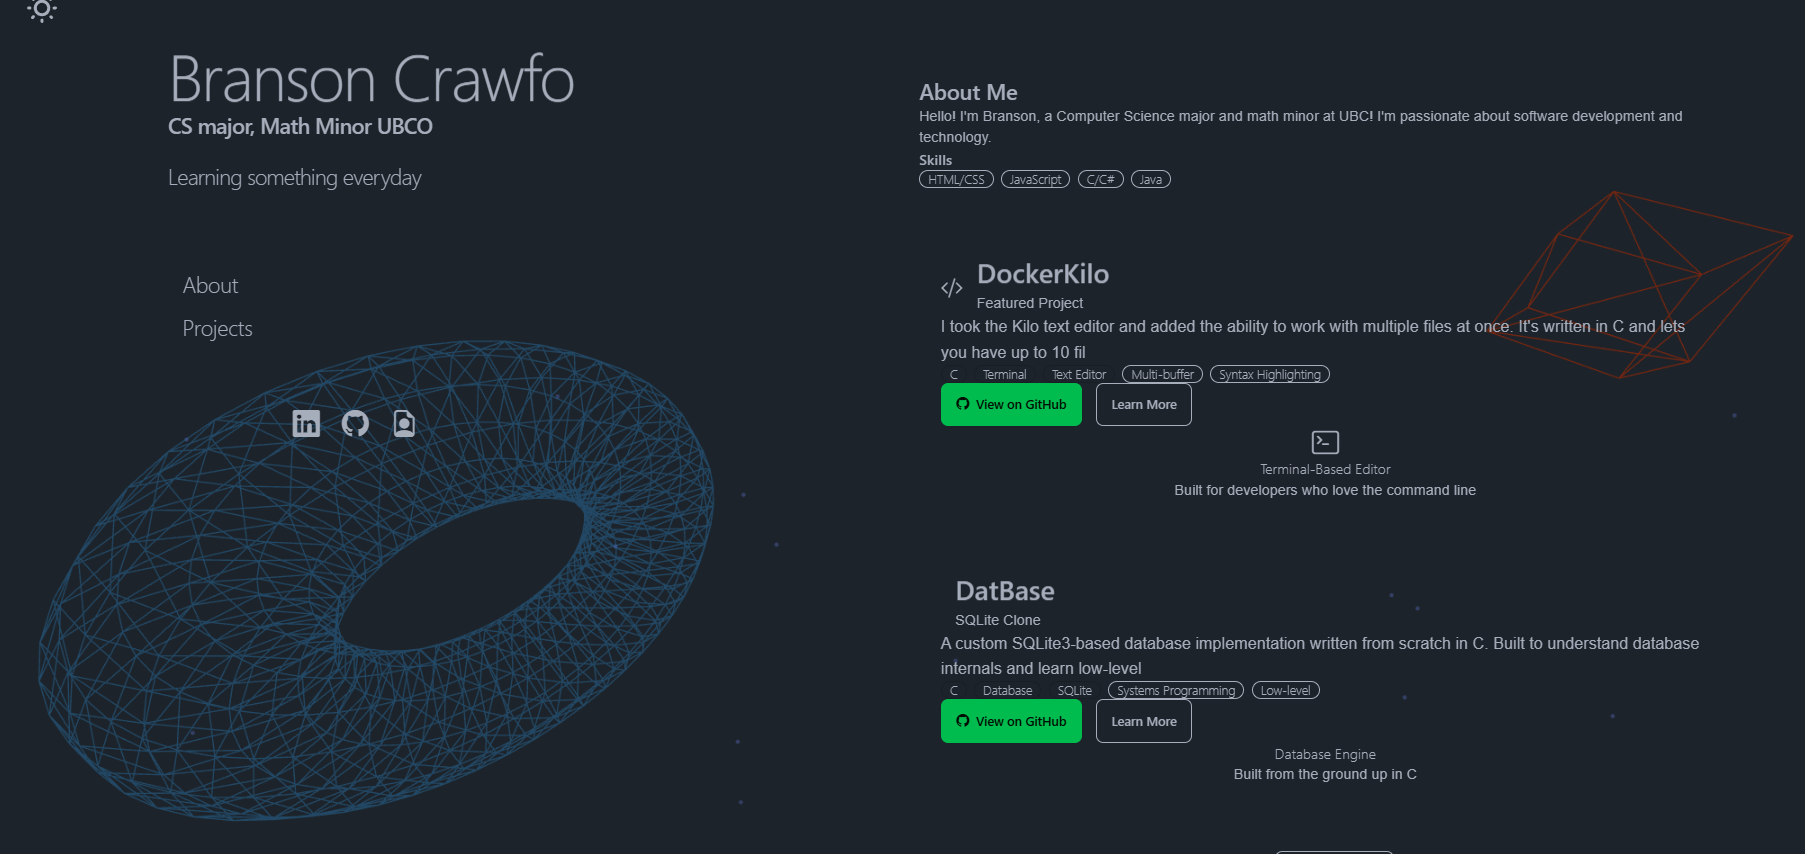 Branson Crawfo
CS major, Math Minor UBCO
Learning something everyday
About
Projects
About Me
Hello! I'm Branson, a Computer Science major and math minor at UBC! I'm passionate about software development and
technology.
Skills
HTML/CSS JavaScript C/C# Java
</> DockerKilo
Featured Project
I took the Kilo text editor and added the ability to work with multiple files at once. It's written in C and lets
you have up to 10 fil
C Terminal Text Editor Multi-buffer Syntax Highlighting
View on GitHub Learn More
Terminal-Based Editor
Built for developers who love the command line
DatBase
SQLite Clone
A custom SQLite3-based database implementation written from scratch in C. Built to understand database
internals and learn low-level
C Database SQLite Systems Programming Low-level
View on GitHub Learn More
Database Engine
Built from the ground up in C